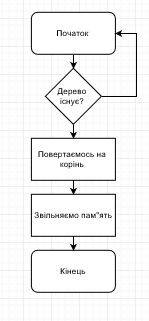 Початок
Дерево
існує?
Повертаємось на
корінь
Звільняємо пам"ять
Кінець